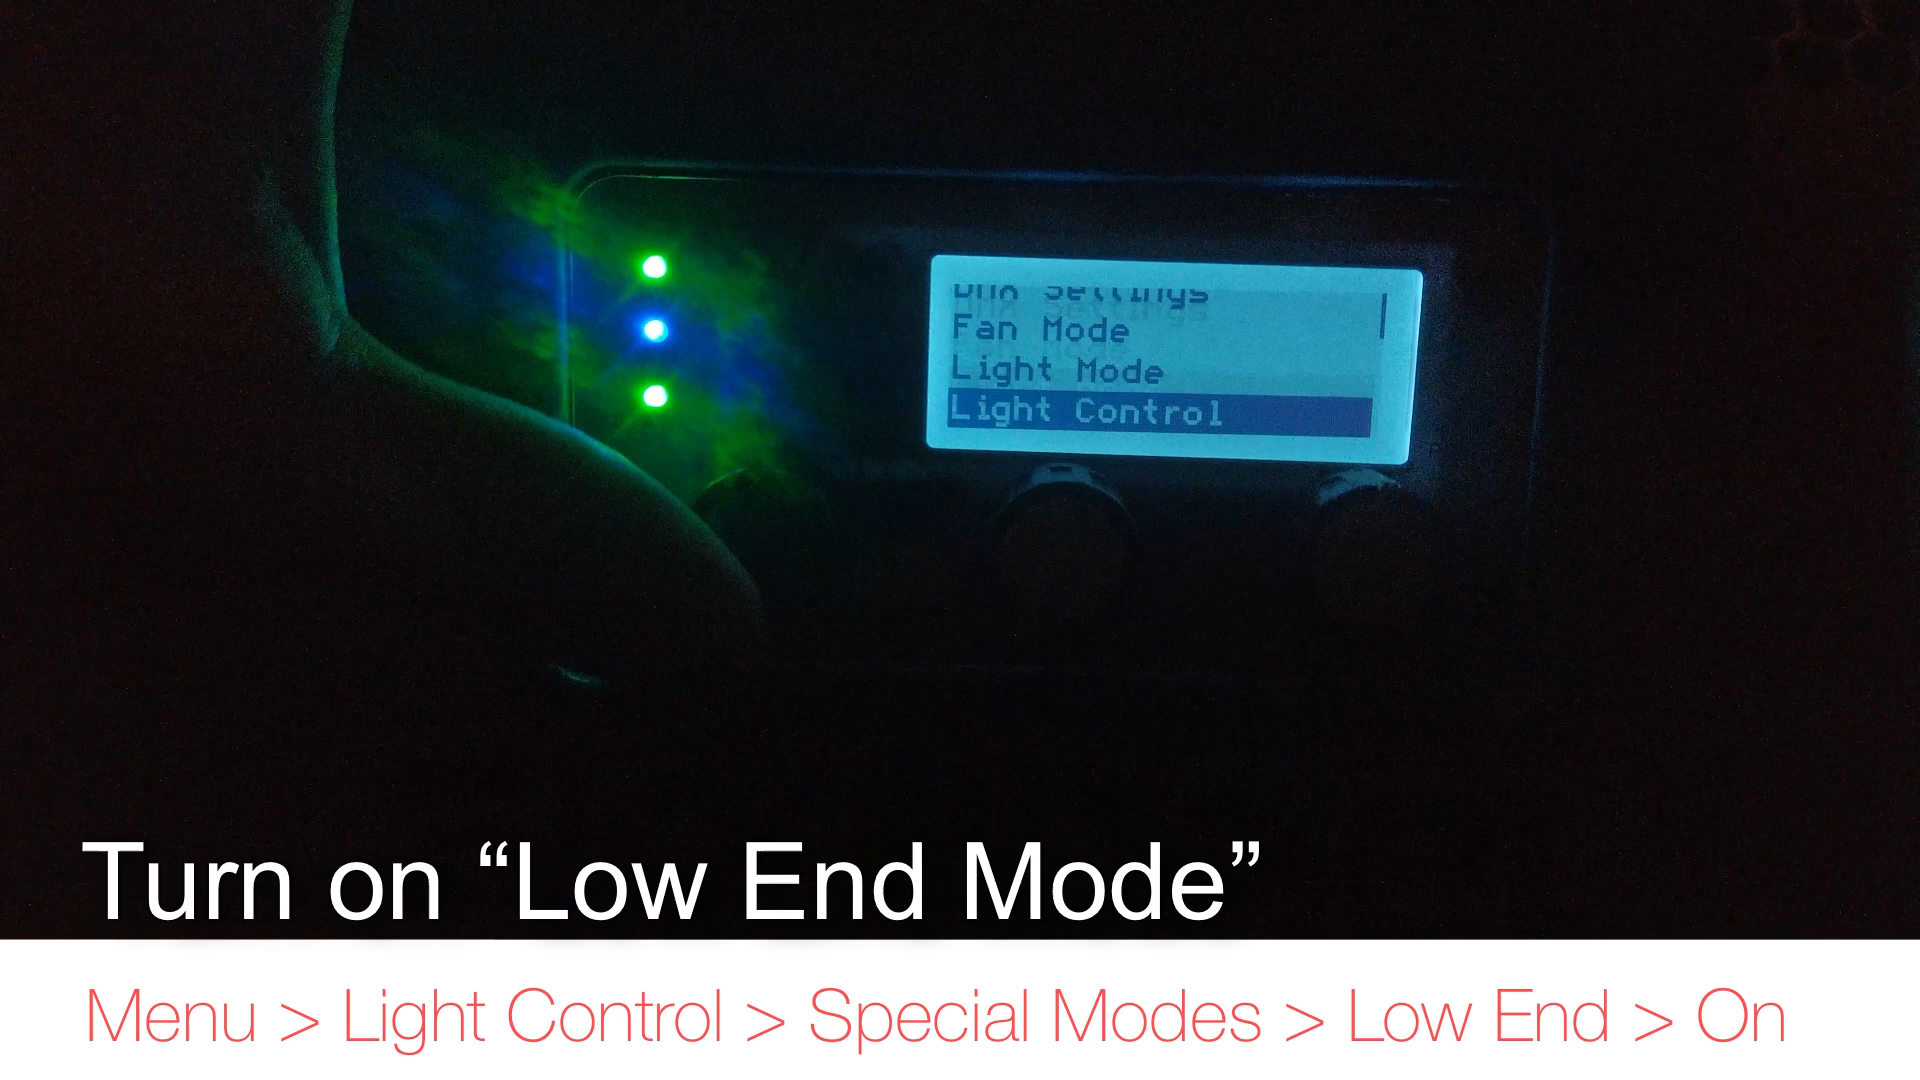 Settings
Fan Mode
Light Mode
Light Control
Turn on “Low End Mode”
Menu > Light Control > Special Modes > Low End > On